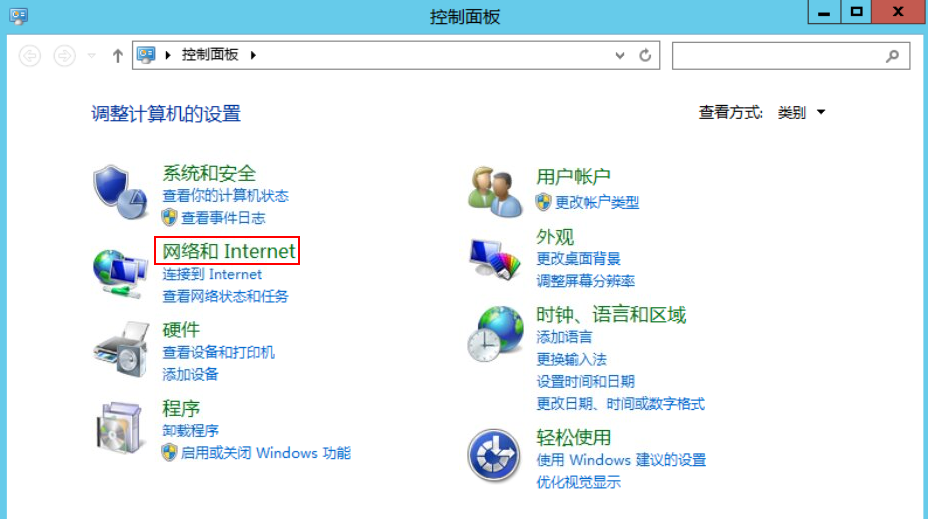 控制面板
控制面板
调整计算机的设置
查看方式: 类别
系统和安全
查看你的计算机状态
查看事件日志
网络和 Internet
连接到 Internet
查看网络状态和任务
硬件
查看设备和打印机
添加设备
程序
卸载程序
启用或关闭 Windows 功能
用户帐户
更改帐户类型
外观
更改桌面背景
调整屏幕分辨率
时钟、语言和区域
添加语言
更换输入法
设置时间和日期
更改日期、时间或数字格式
轻松使用
使用 Windows 建议的设置
优化视觉显示